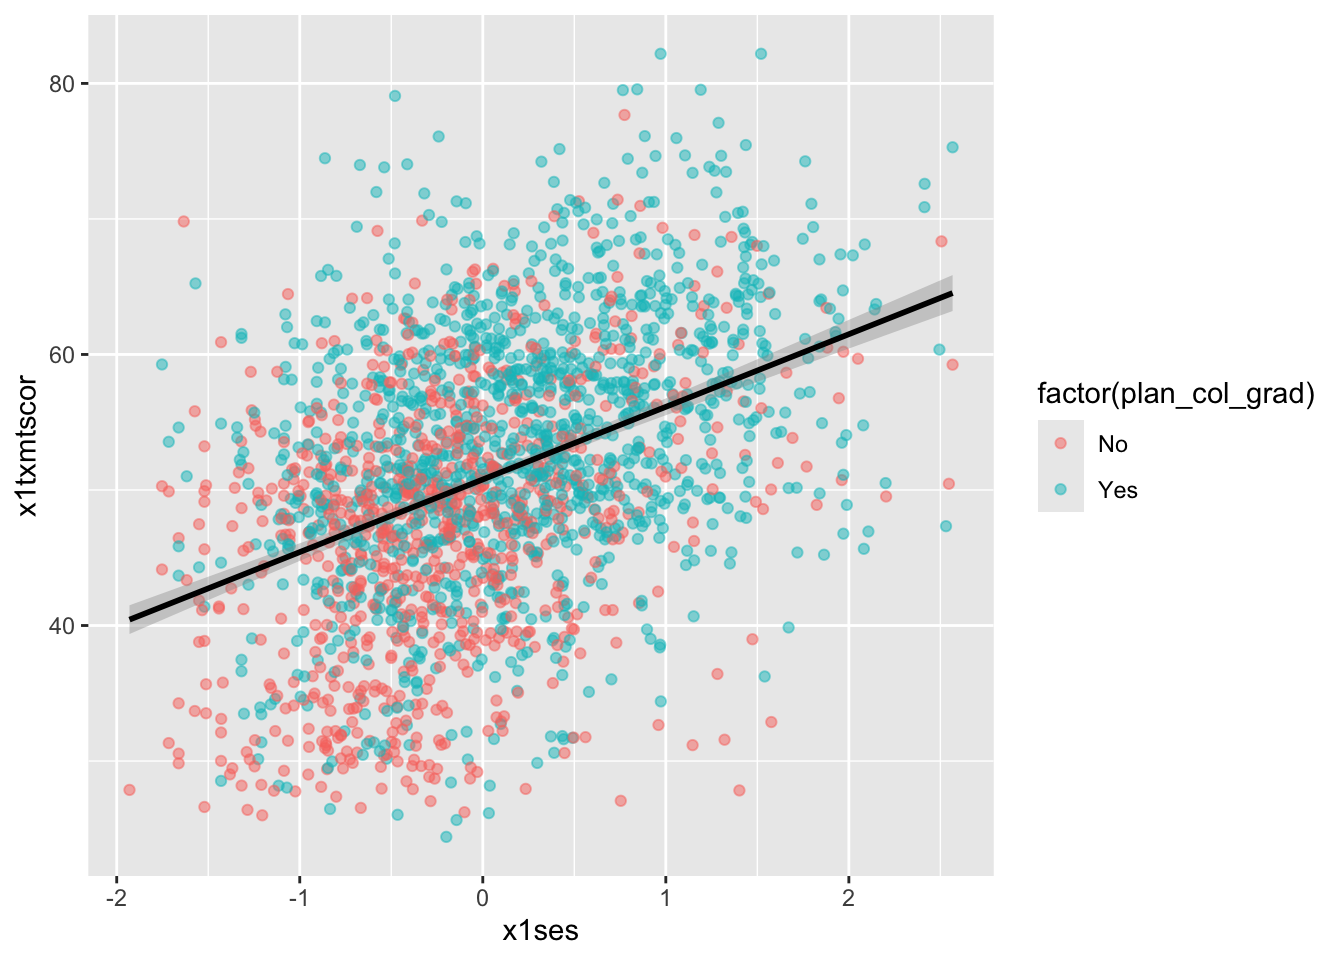 80
60
40
x1txmtscor
-2 -1 0 1 2
x1ses
factor(plan_col_grad)
No
Yes